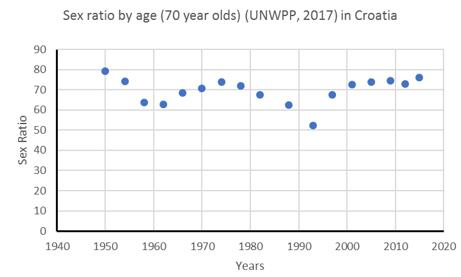 Sex ratio by age (70 year olds) (UNWPP, 2017) in Croatia
90
80
70
60
50
40
30
20
10
0
Sex Ratio
1940 1950 1960 1970 1980 1990 2000 2010 2020
Years